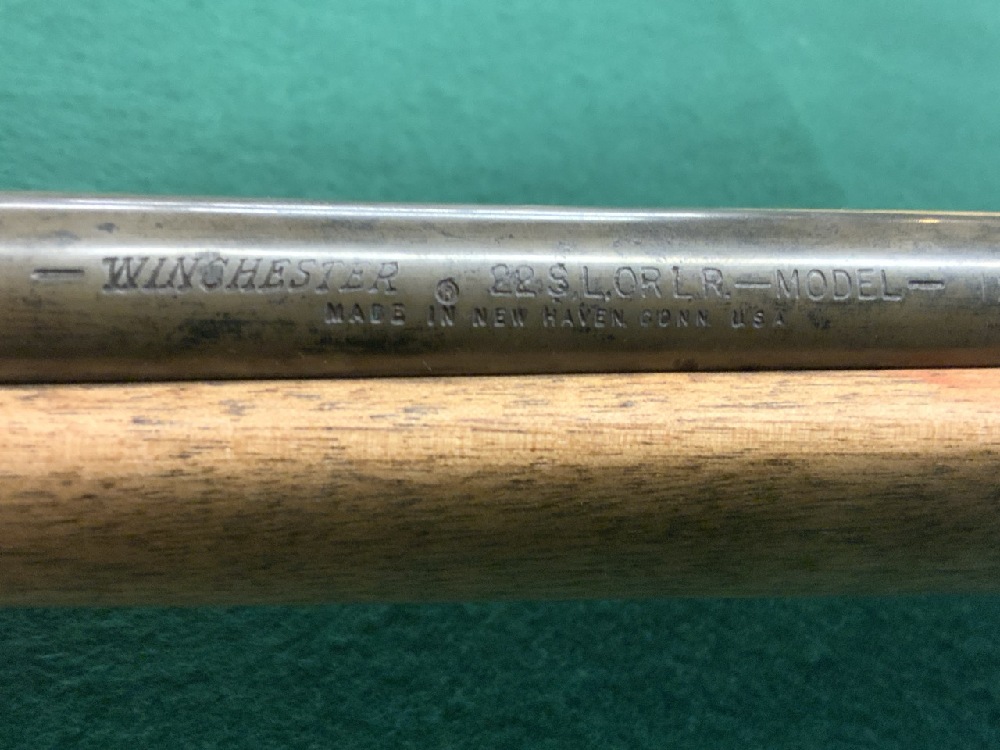 — WINCHESTER ® 22 S.L.OR L.R.—MODEL—
MADE IN NEW HAVEN. CONN. U.S.A